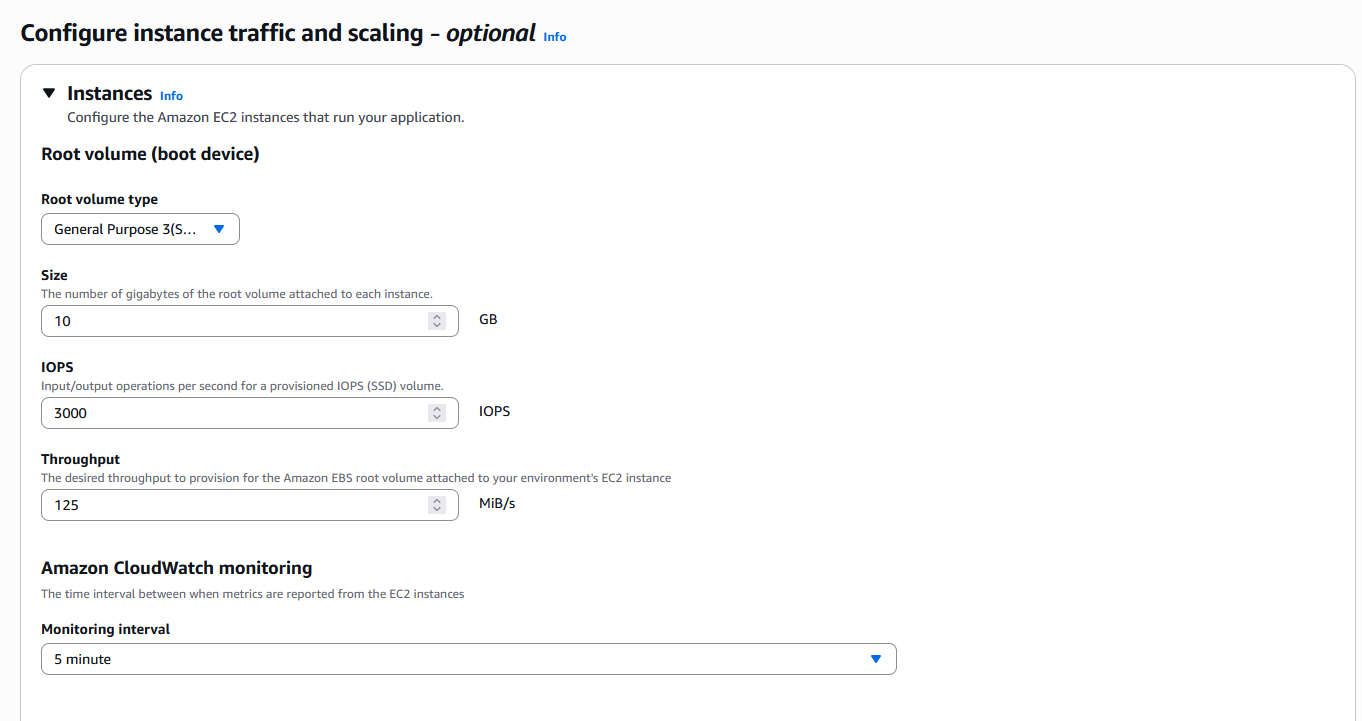 Configure instance traffic and scaling - optional Info
Instances Info
Configure the Amazon EC2 instances that run your application.
Root volume (boot device)
Root volume type
General Purpose 3(S...
Size
The number of gigabytes of the root volume attached to each instance.
10 GB
IOPS
Input/output operations per second for a provisioned IOPS (SSD) volume.
3000 IOPS
Throughput
The desired throughput to provision for the Amazon EBS root volume attached to your environment's EC2 instance
125 MiB/s
Amazon CloudWatch monitoring
The time interval between when metrics are reported from the EC2 instances
Monitoring interval
5 minute